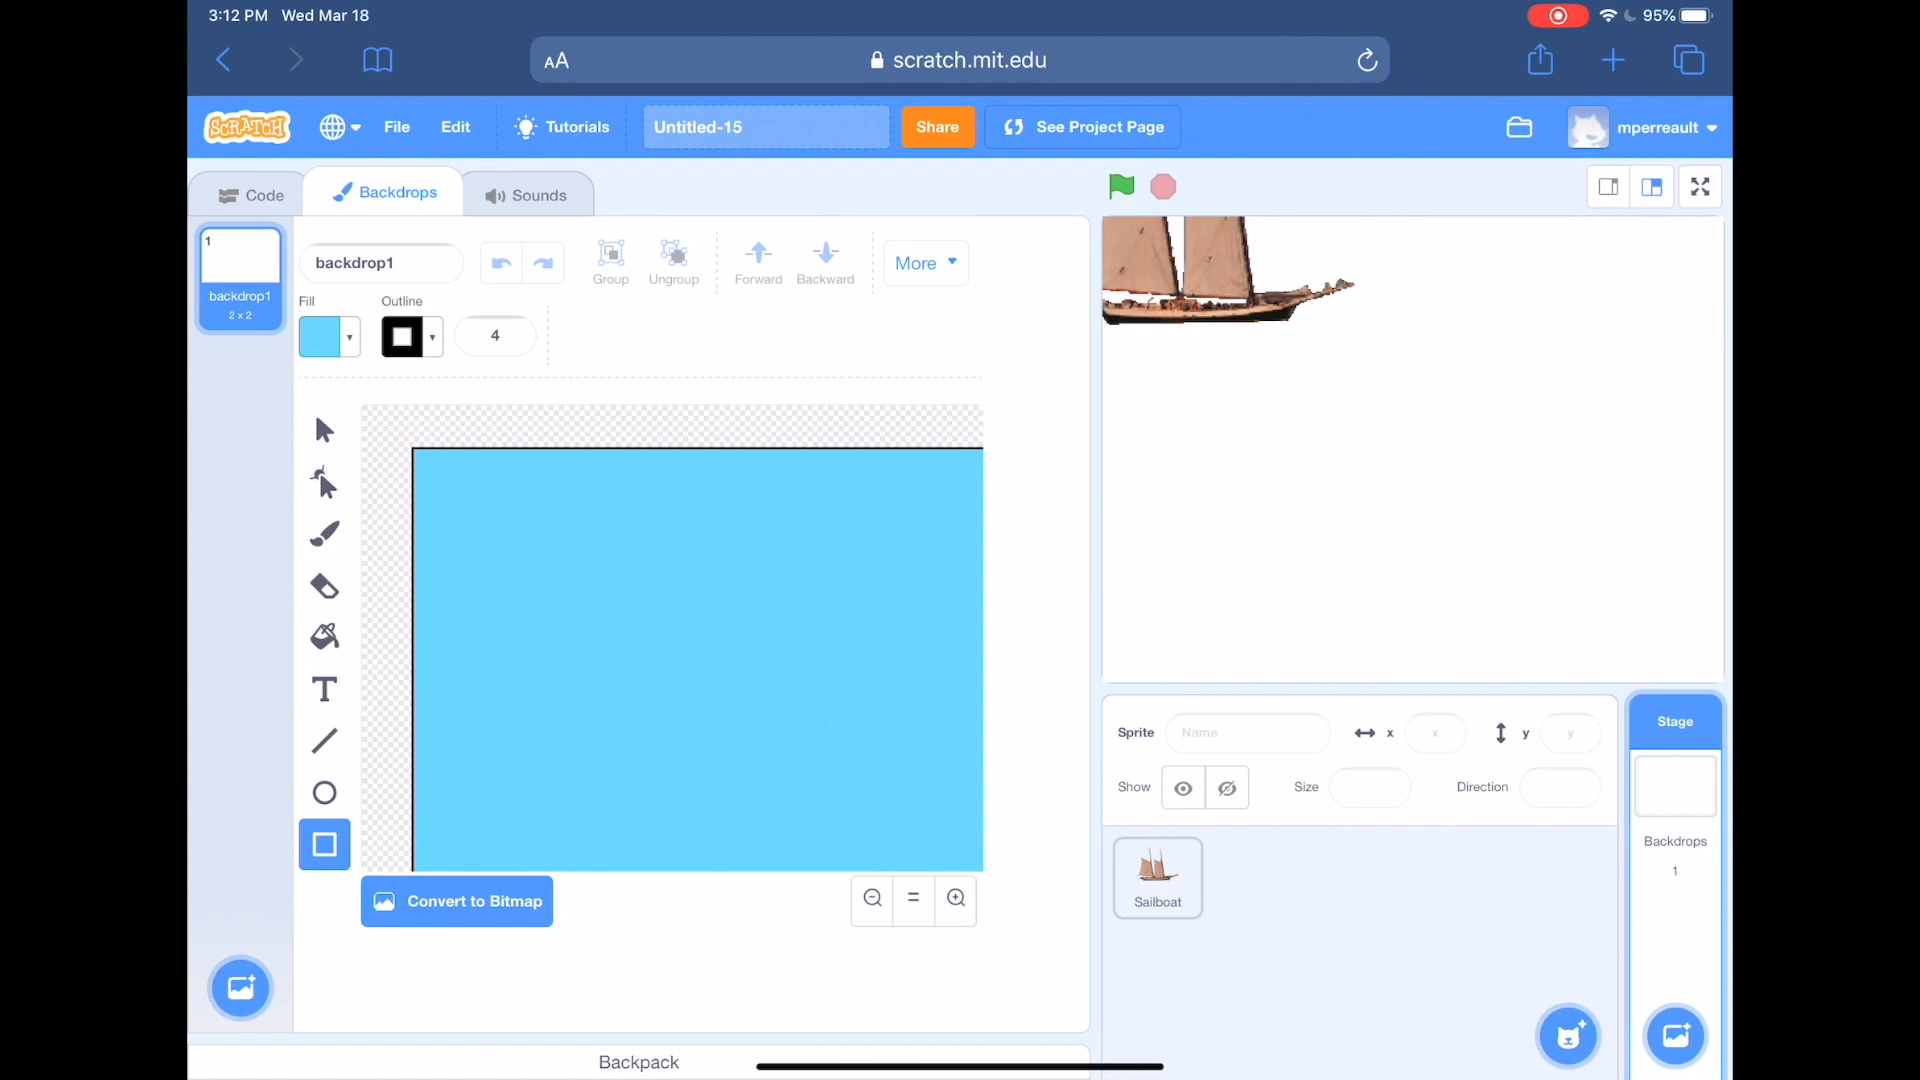 3:12 PM Wed Mar 18
95%
AA
scratch.mit.edu
SCRATCH
File
Edit
Tutorials
Untitled-15
Share
See Project Page
mperreault
Code
Backdrops
Sounds
1
backdrop1
2 x 2
backdrop1
Group
Ungroup
Forward
Backward
More
Fill
Outline
4
T
Convert to Bitmap
Backpack
Sprite
Name
x
x
y
y
Show
Size
Direction
Sailboat
Stage
Backdrops
1